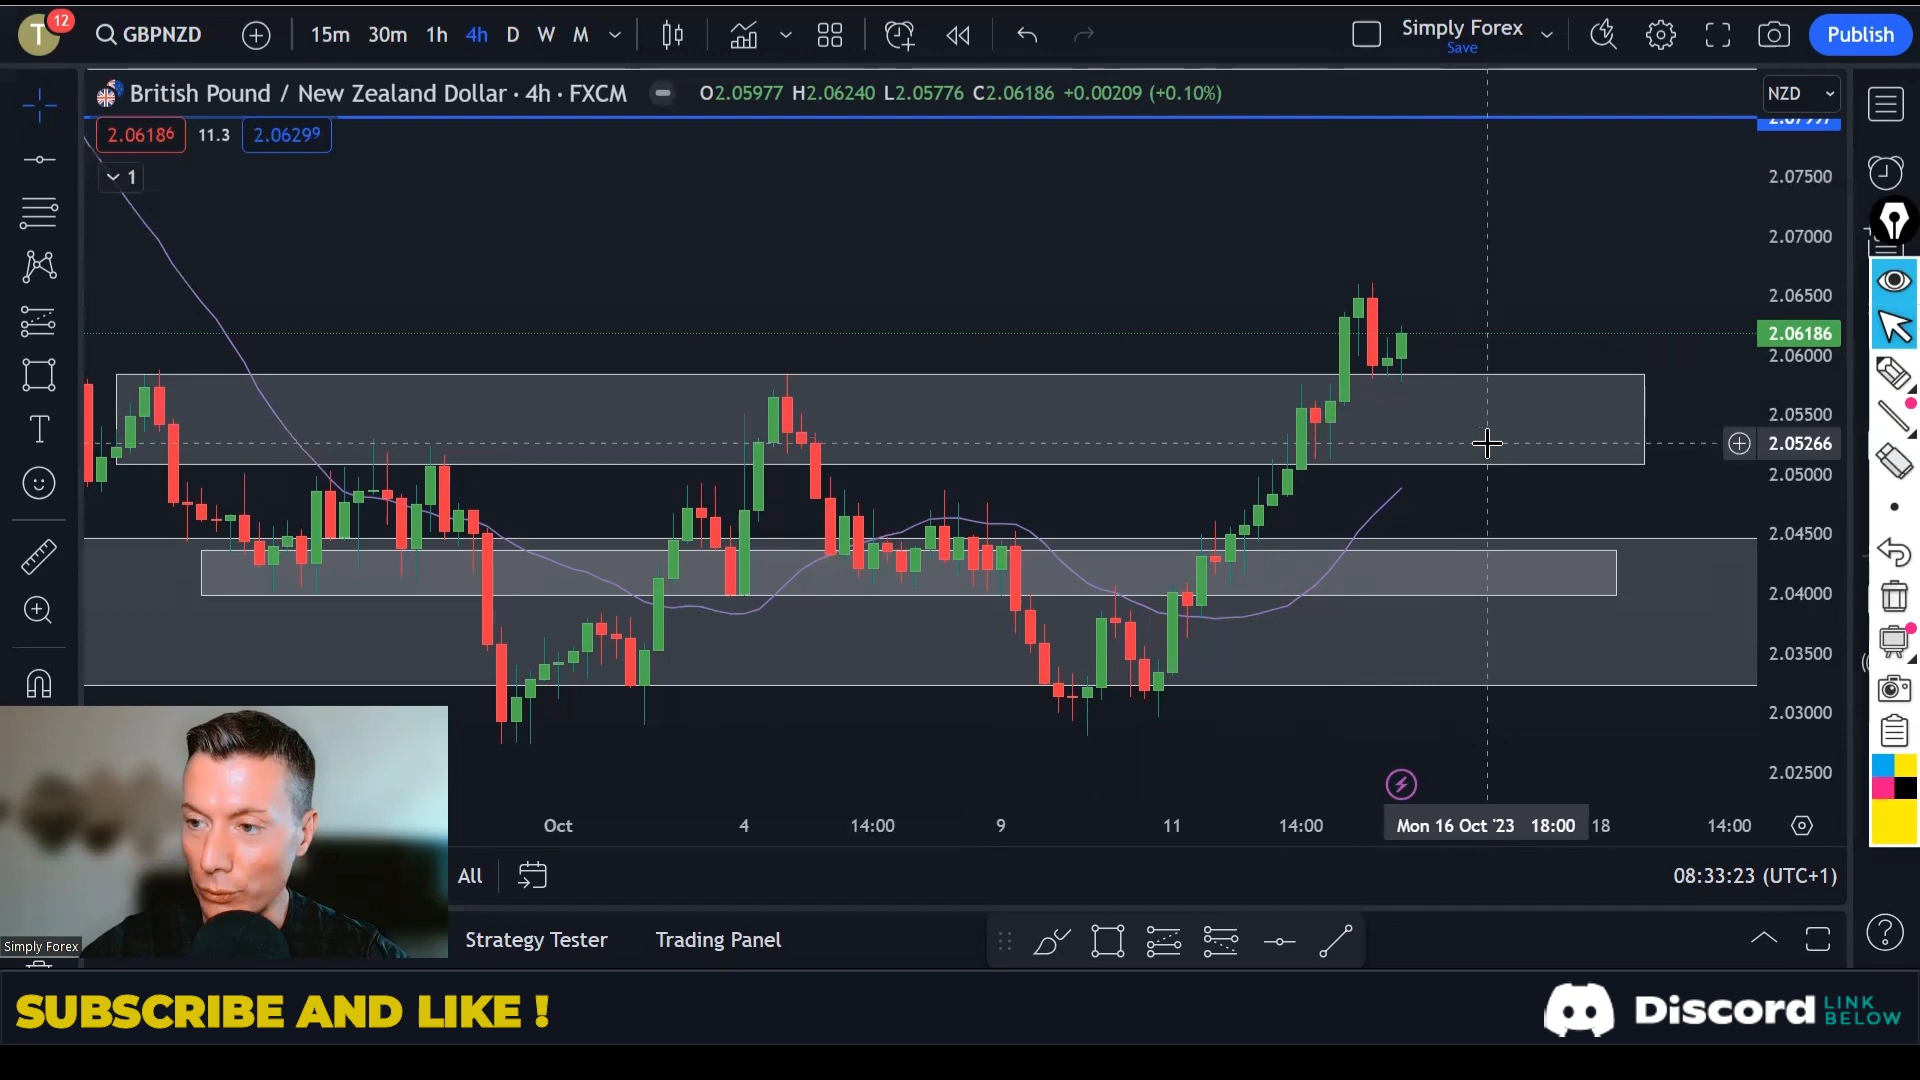 T
12
GBPNZD
15m 30m 1h 4h D W M
Simply Forex
Save
Publish
British Pound / New Zealand Dollar · 4h · FXCM
O2.05977 H2.06240 L2.05776 C2.06186 +0.00209 (+0.10%)
NZD
2.06186 11.3 2.06299
1
2.07500
2.07000
2.06500
2.06186
2.06000
2.05500
2.05266
2.05000
2.04500
2.04000
2.03500
2.03000
2.02500
Oct 4 14:00 9 11 14:00 Mon 16 Oct '23 18:00 18 14:00
All
08:33:23 (UTC+1)
Strategy Tester Trading Panel
Simply Forex
SUBSCRIBE AND LIKE !
Discord
LINK
BELOW